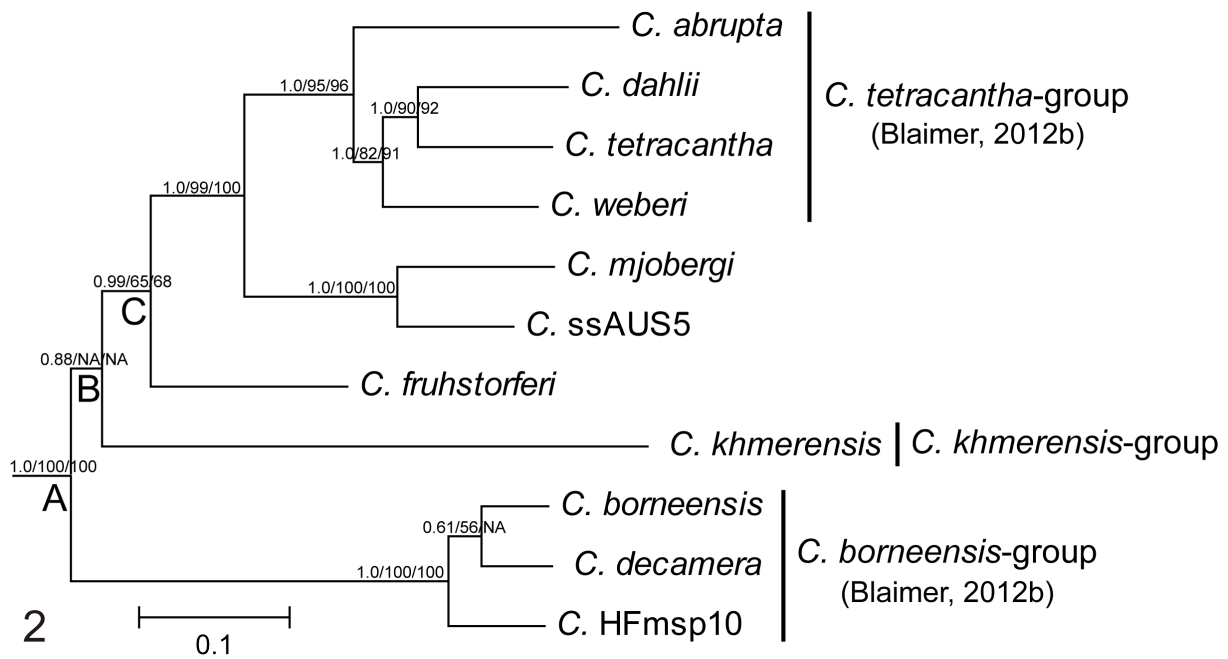 C. abrupta
1.0/95/96
C. dahlii
C. tetracantha-group
1.0/90/92
(Blaimer, 2012b)
C. tetracantha
1.0/82/91
1.0/99/100
C. weberi
C. mjobergi
0.99/65/68
1.0/100/100
C
C. ssAUS5
0.88/NA/NA
B
C. fruhstorferi
C. khmerensis
C. khmerensis-group
1.0/100/100
A
C. borneensis
0.61/56/NA
C. borneensis-group
C. decamera
1.0/100/100
(Blaimer, 2012b)
C. HFmsp10
2
0.1